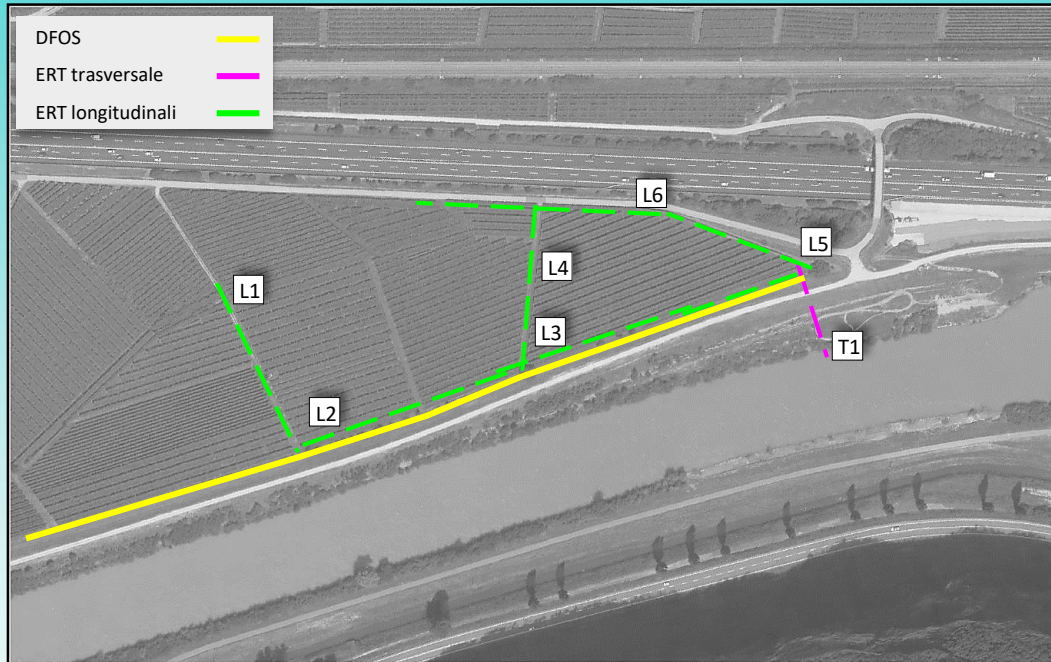 DFOS
ERT trasversale
ERT longitudinali
L6
L5
L4
L1
L3
T1
L2